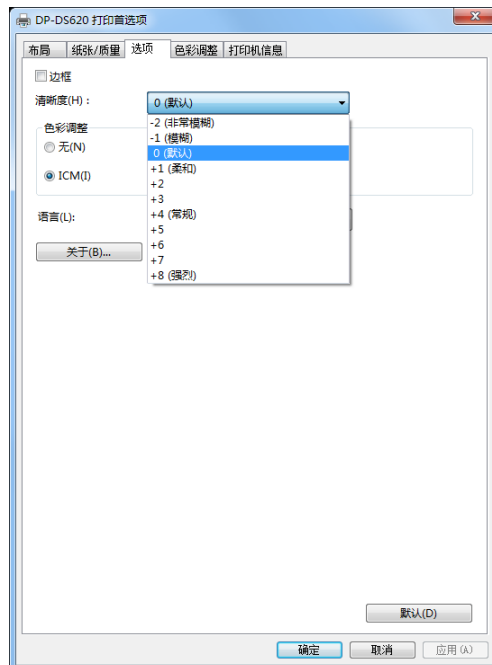 DP-DS620 打印首选项
布局 纸张/质量 选项 色彩调整 打印机信息
边框
清晰度(H)： 0 (默认)
-2 (非常模糊)
-1 (模糊)
0 (默认)
+1 (柔和)
+2
+3
+4 (常规)
+5
+6
+7
+8 (强烈)
色彩调整
无(N)
ICM(I)
语言(L):
关于(B)...
默认(D)
确定 取消 应用(A)